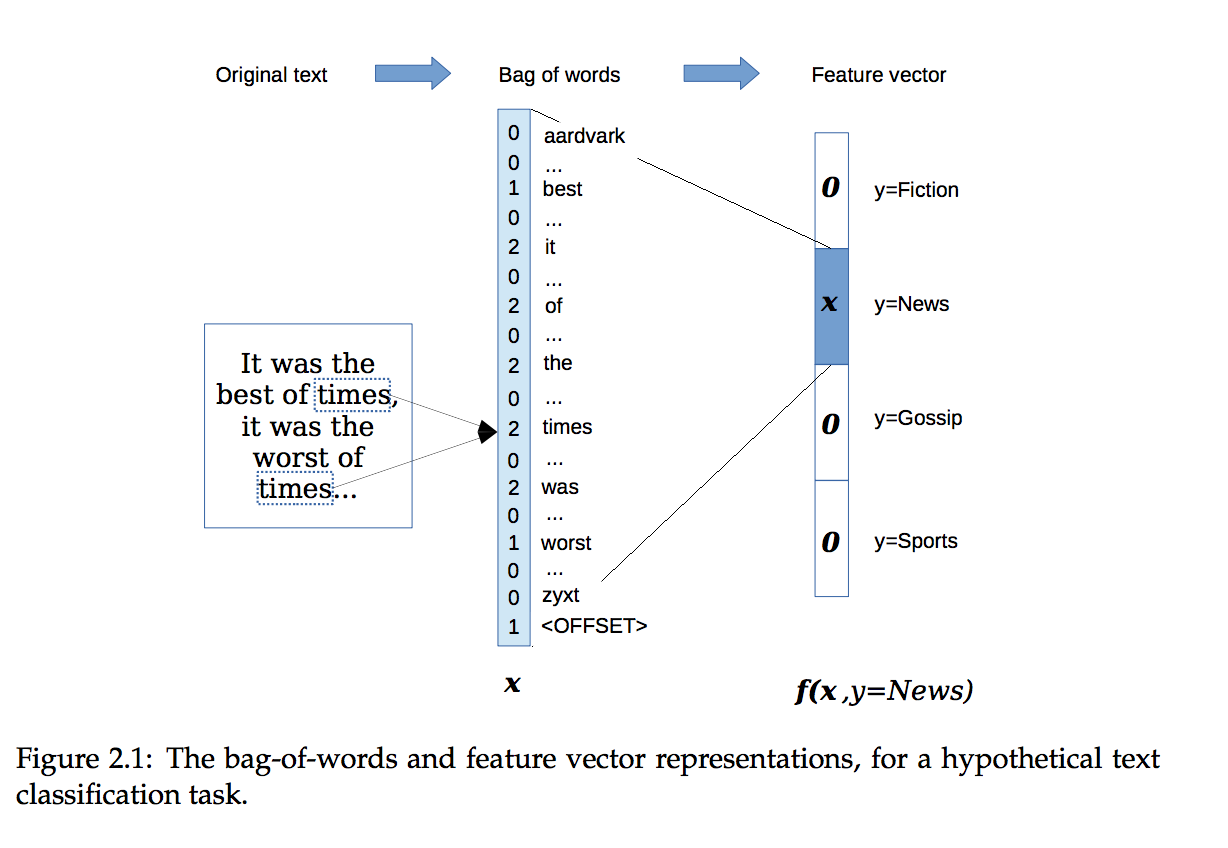 Original text
Bag of words
Feature vector
It was the
best of times,
it was the
worst of
times...
0 aardvark
0 ...
1 best
0 ...
2 it
0 ...
2 of
0 ...
2 the
0 ...
2 times
0 ...
2 was
0 ...
1 worst
0 ...
0 zyxt
1 <OFFSET>
x
0 y=Fiction
x y=News
0 y=Gossip
0 y=Sports
f(x ,y=News)
Figure 2.1: The bag-of-words and feature vector representations, for a hypothetical text
classification task.